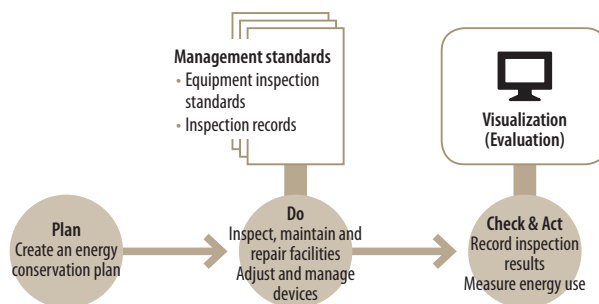 Management standards
• Equipment inspection
standards
• Inspection records
Visualization
(Evaluation)
Plan
Create an energy
conservation plan
Do
Inspect, maintain and
repair facilities
Adjust and manage
devices
Check & Act
Record inspection
results
Measure energy use